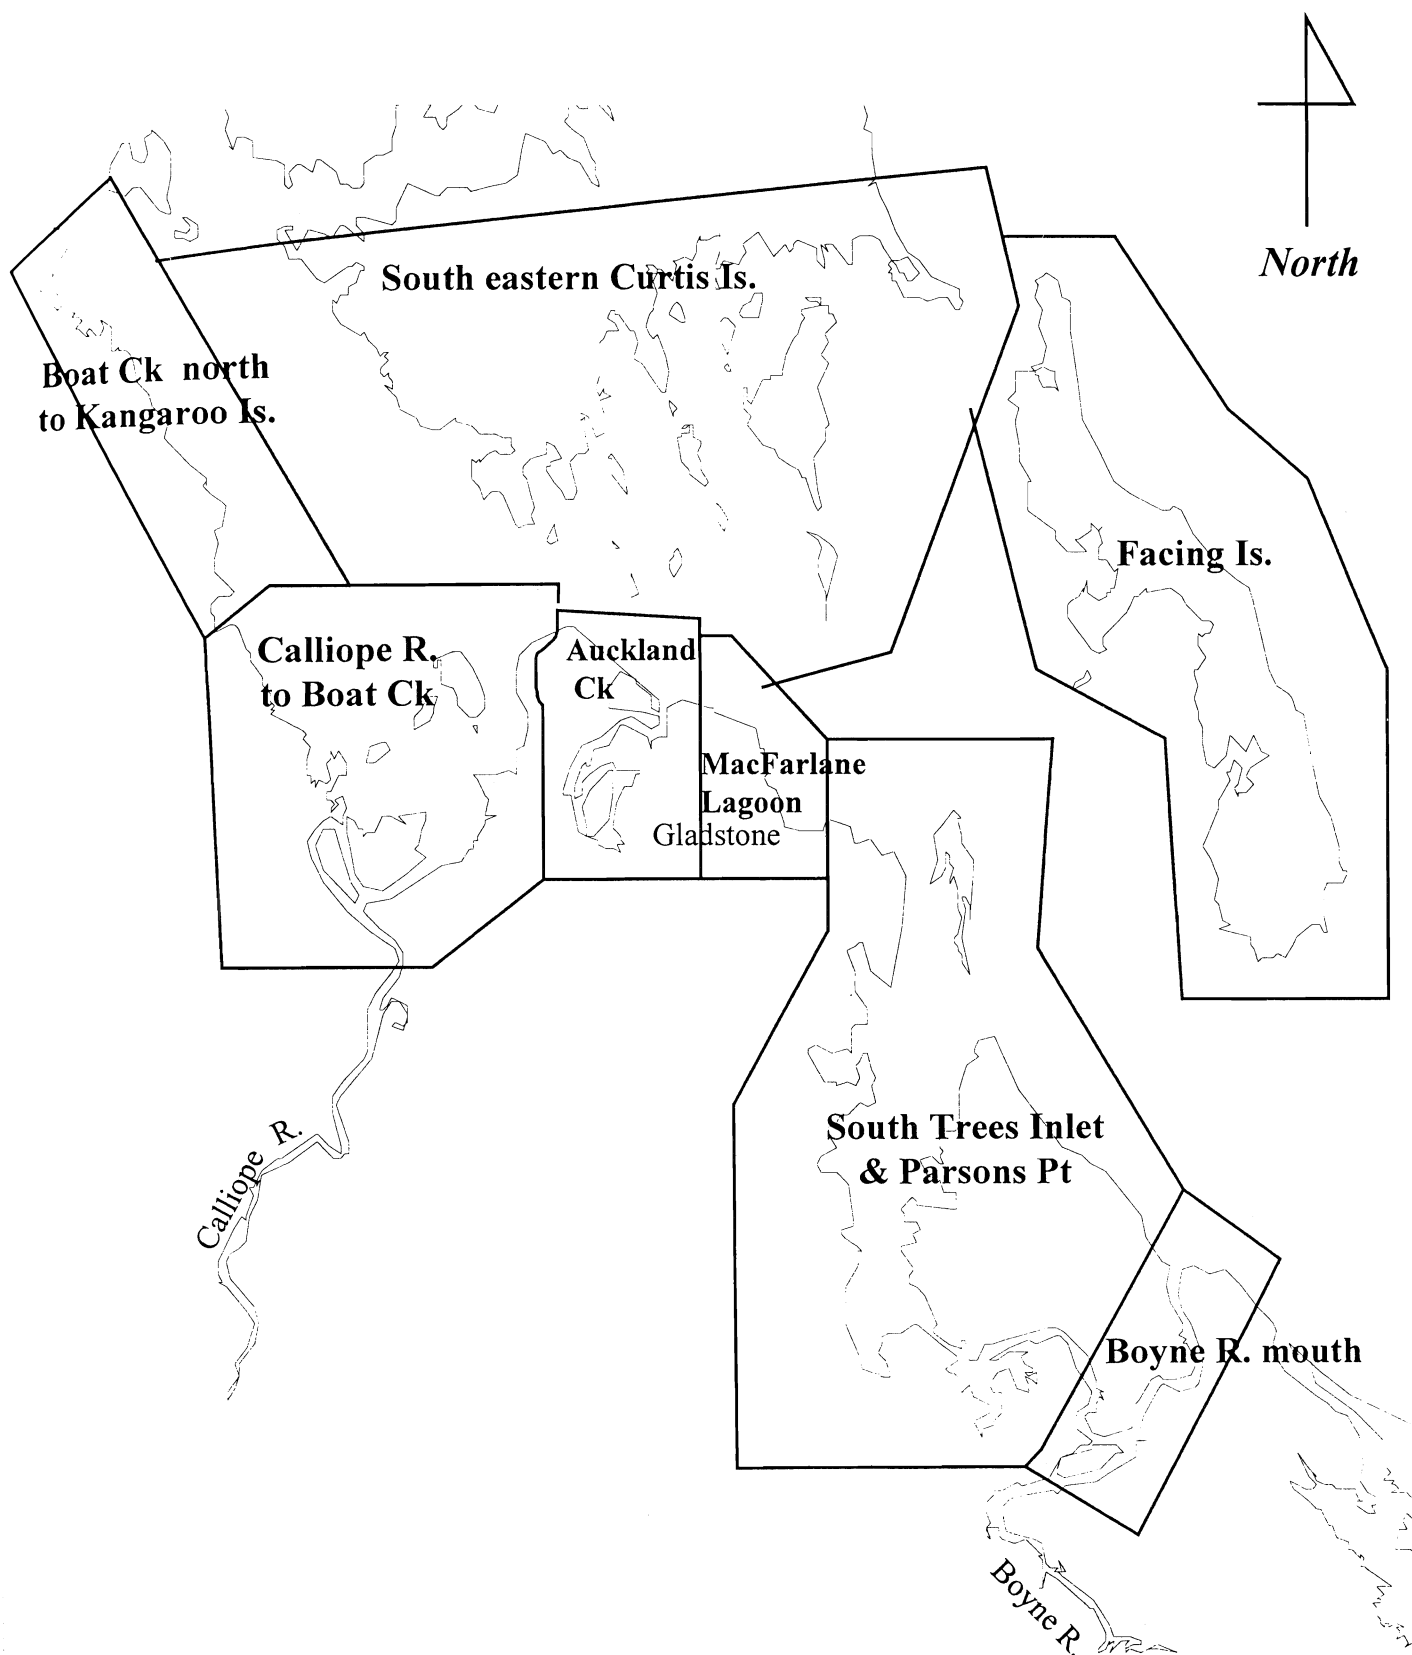 North
South eastern Curtis Is.
Boat Ck north
to Kangaroo Is.
Facing Is.
Calliope R.
to Boat Ck
Auckland
Ck
MacFarlane
Lagoon
Gladstone
South Trees Inlet
& Parsons Pt
Calliope R.
Boyne R. mouth
Boyne R.